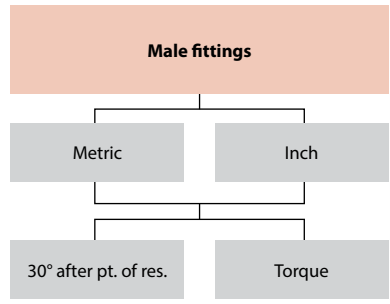 Male fittings
Metric
Inch
30° after pt. of res.
Torque